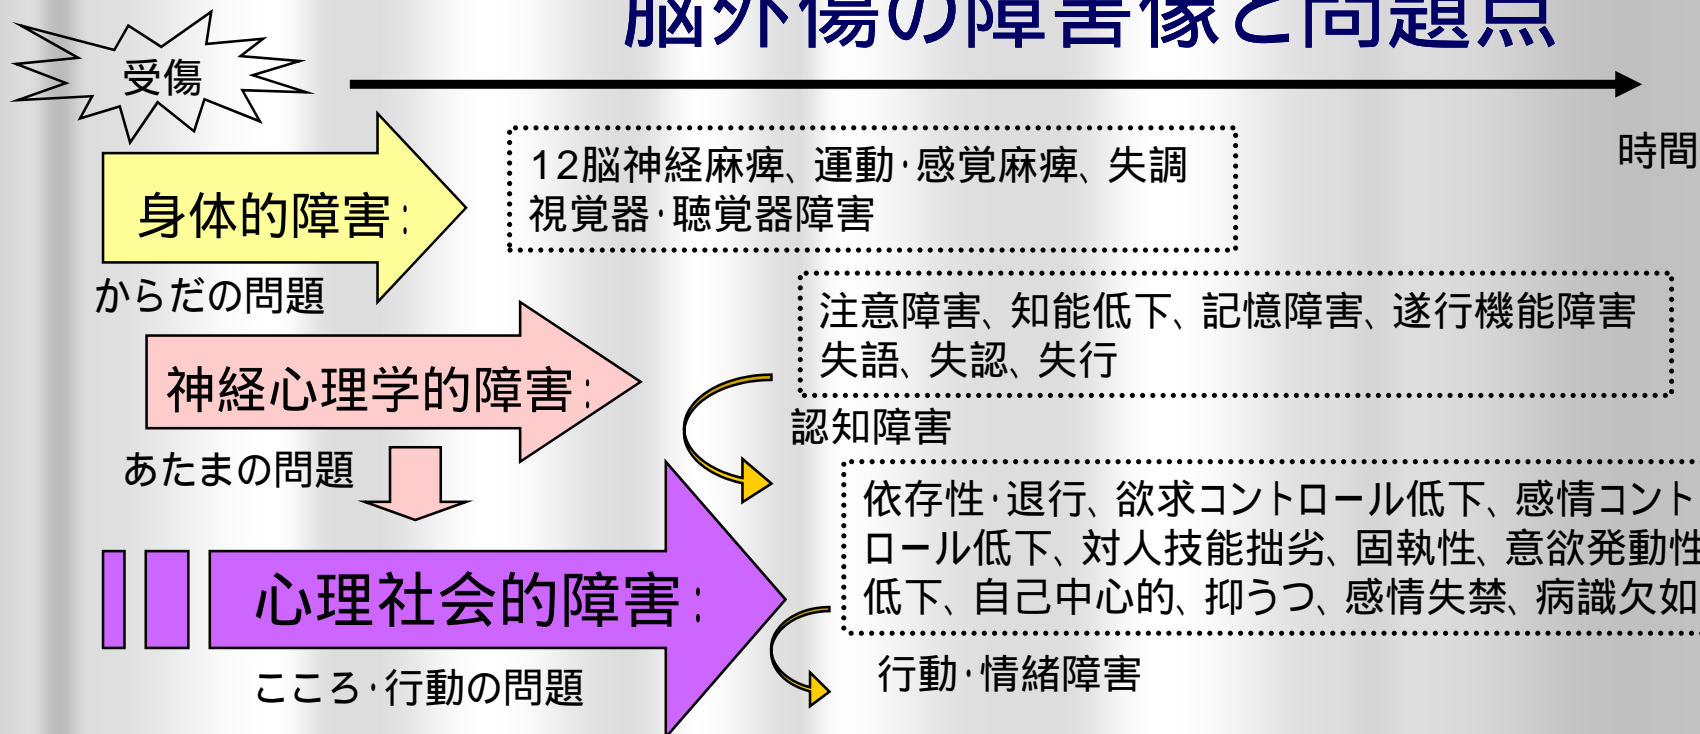 脳外傷の障害像と問題点
受傷
時間
身体的障害:
12脳神経麻痺、運動・感覚麻痺、失調
視覚器・聴覚器障害
からだの問題
神経心理学的障害:
注意障害、知能低下、記憶障害、遂行機能障害
失語、失認、失行
あたまの問題
認知障害
心理社会的障害:
依存性・退行、欲求コントロール低下、感情コント
ロール低下、対人技能拙劣、固執性、意欲発動性
低下、自己中心的、抑うつ、感情失禁、病識欠如
こころ・行動の問題
行動・情緒障害